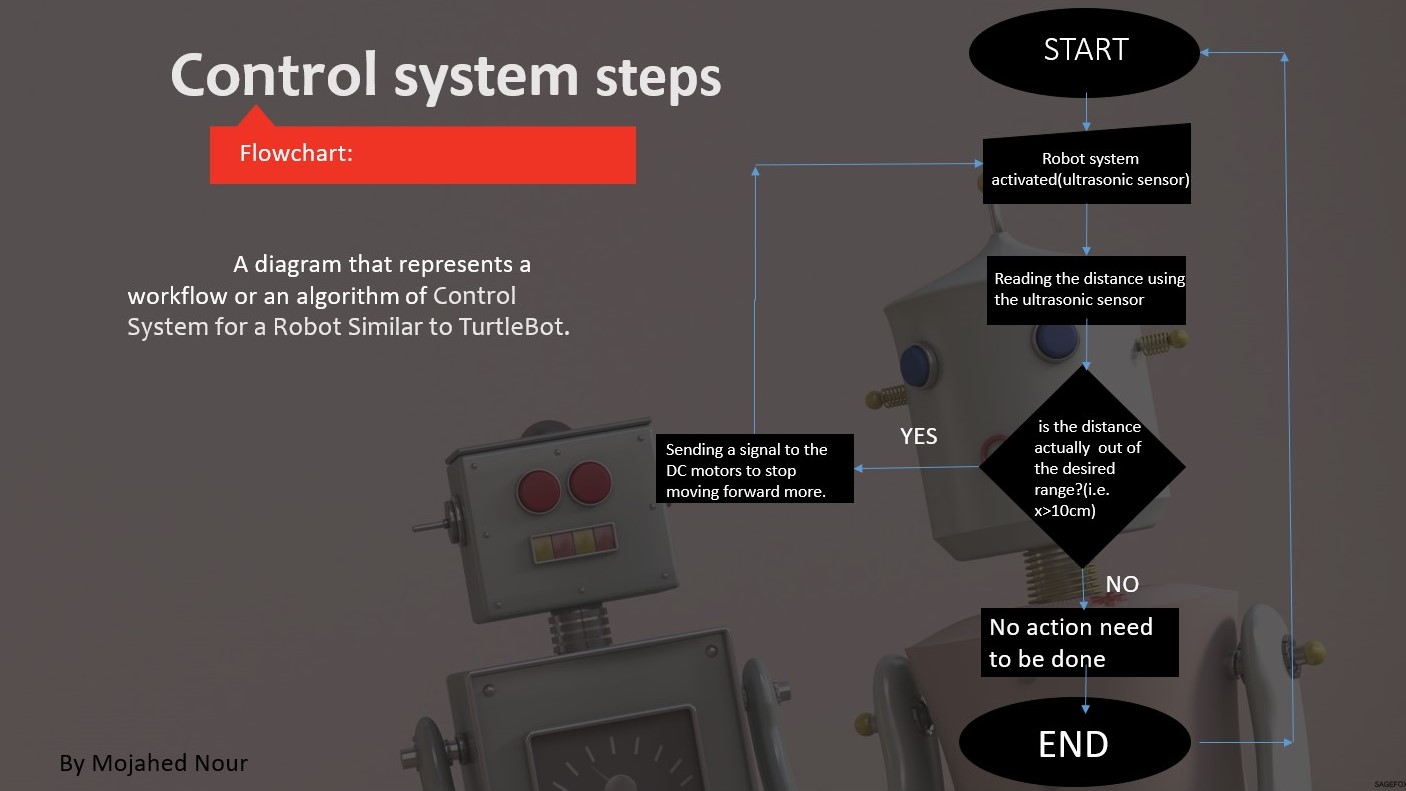 Control system steps
Flowchart:
A diagram that represents a
workflow or an algorithm of Control
System for a Robot Similar to TurtleBot.
START
Robot system
activated(ultrasonic sensor)
Reading the distance using
the ultrasonic sensor
is the distance
actually out of
the desired
range?(i.e.
x>10cm)
YES
Sending a signal to the
DC motors to stop
moving forward more.
NO
No action need
to be done
END
By Mojahed Nour
SAGEFOX